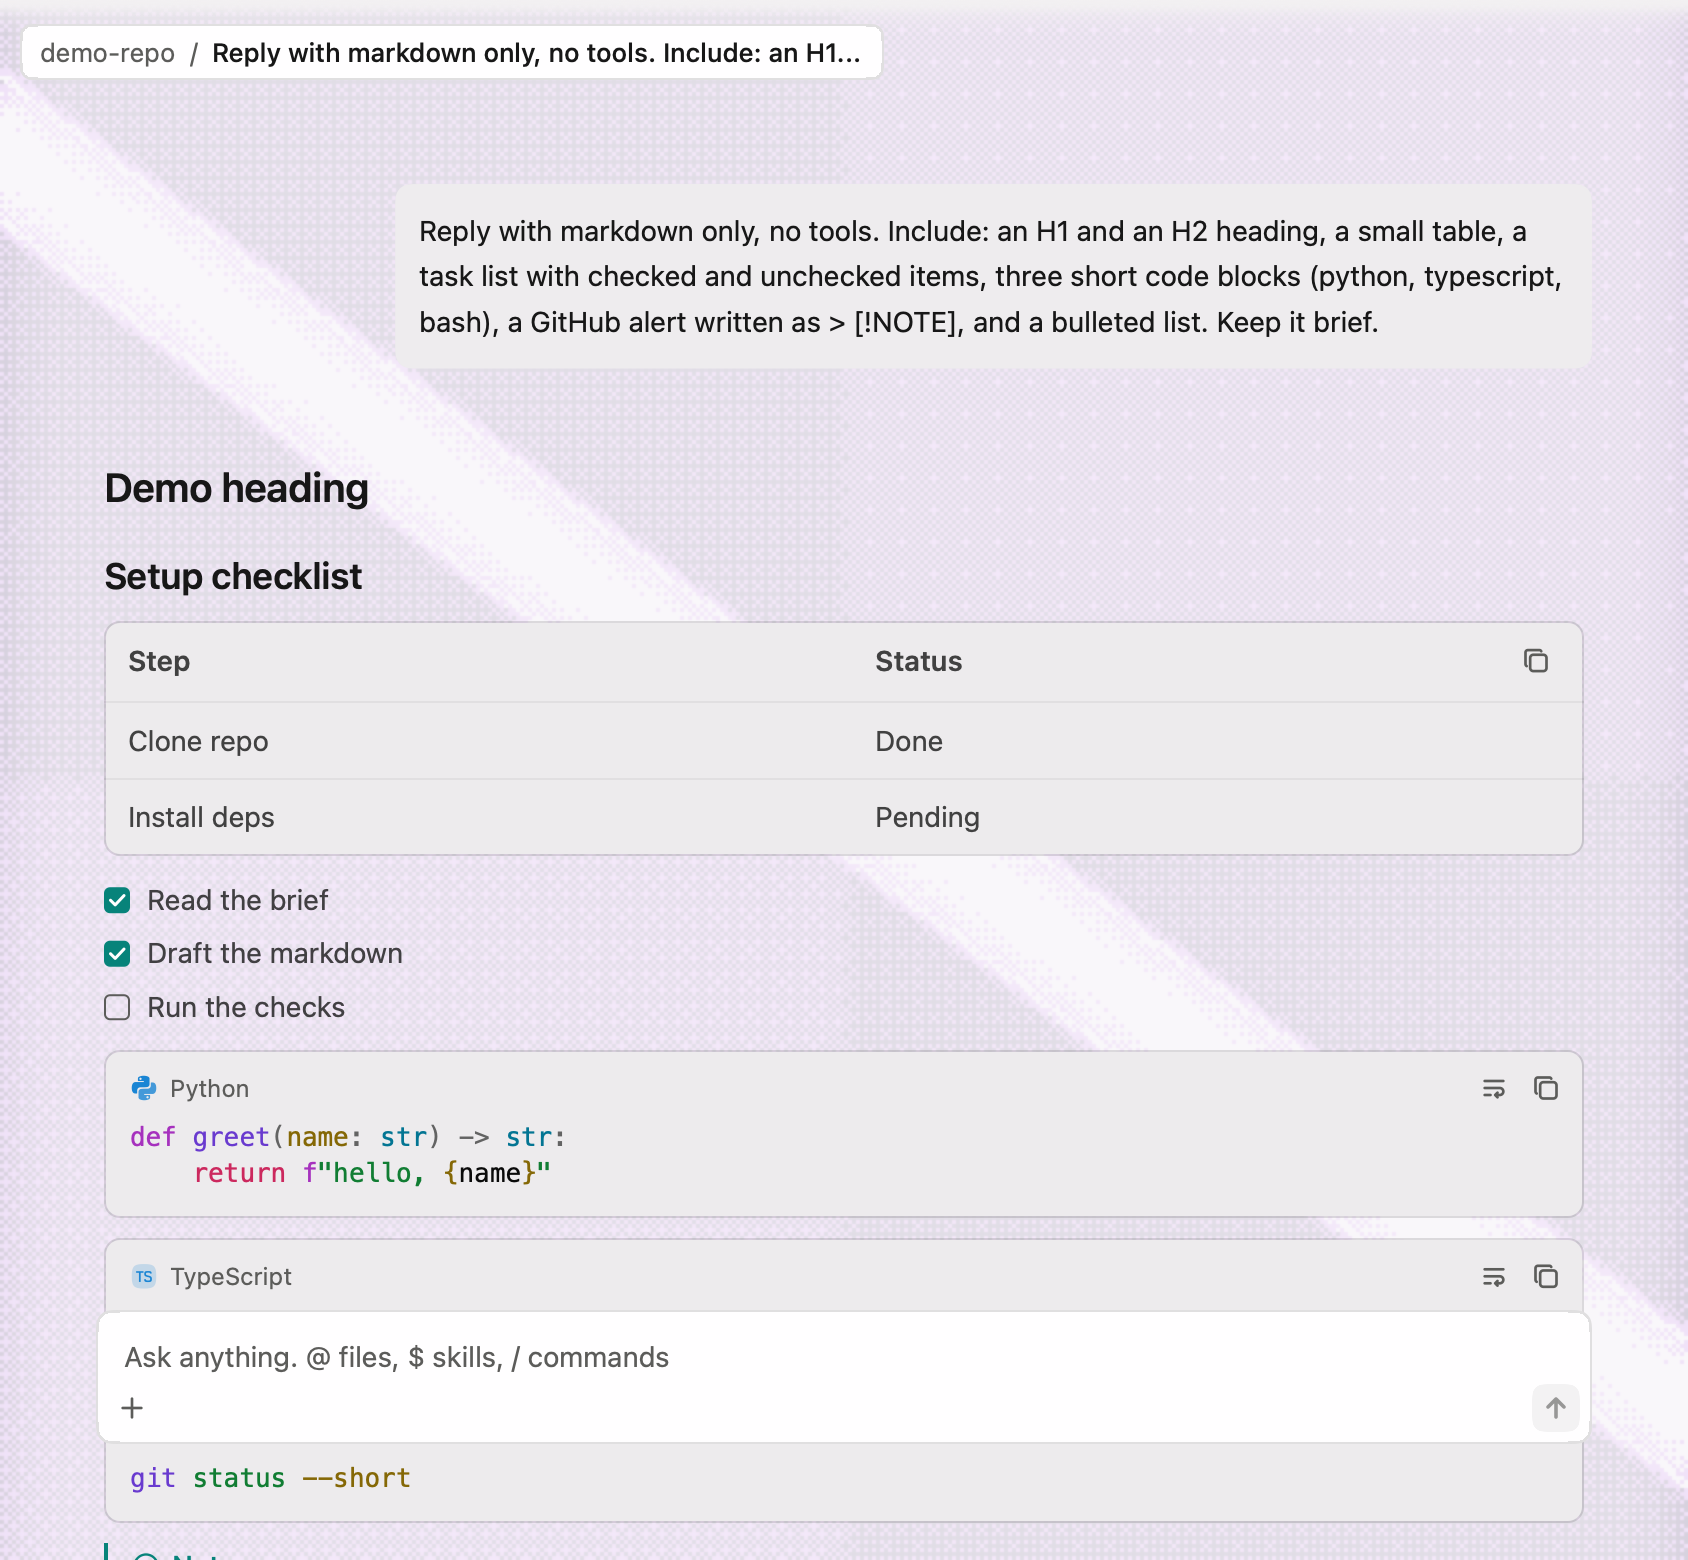 demo-repo / Reply with markdown only, no tools. Include: an H1...
Reply with markdown only, no tools. Include: an H1 and an H2 heading, a small table, a
task list with checked and unchecked items, three short code blocks (python, typescript,
bash), a GitHub alert written as > [!NOTE], and a bulleted list. Keep it brief.
Demo heading
Setup checklist
Step Status
Clone repo Done
Install deps Pending
Read the brief
Draft the markdown
Run the checks
Python
def greet(name: str) -> str:
    return f"hello, {name}"
TS TypeScript
Ask anything. @ files, $ skills, / commands
git status --short